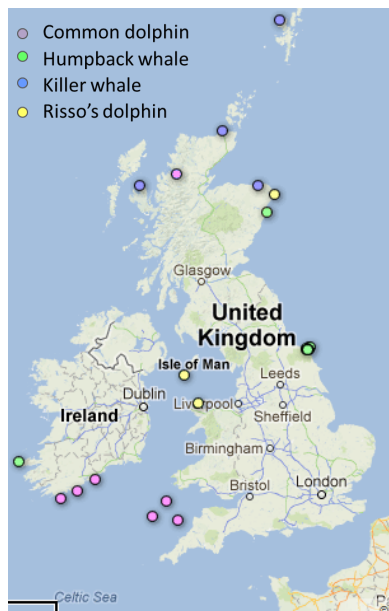 Common dolphin
Humpback whale
Killer whale
Risso's dolphin
Glasgow
United
Kingdom
Isle of Man
Leeds
Dublin
Liverpool
Ireland
Sheffield
Birmingham
Bristol
London
Celtic Sea
P